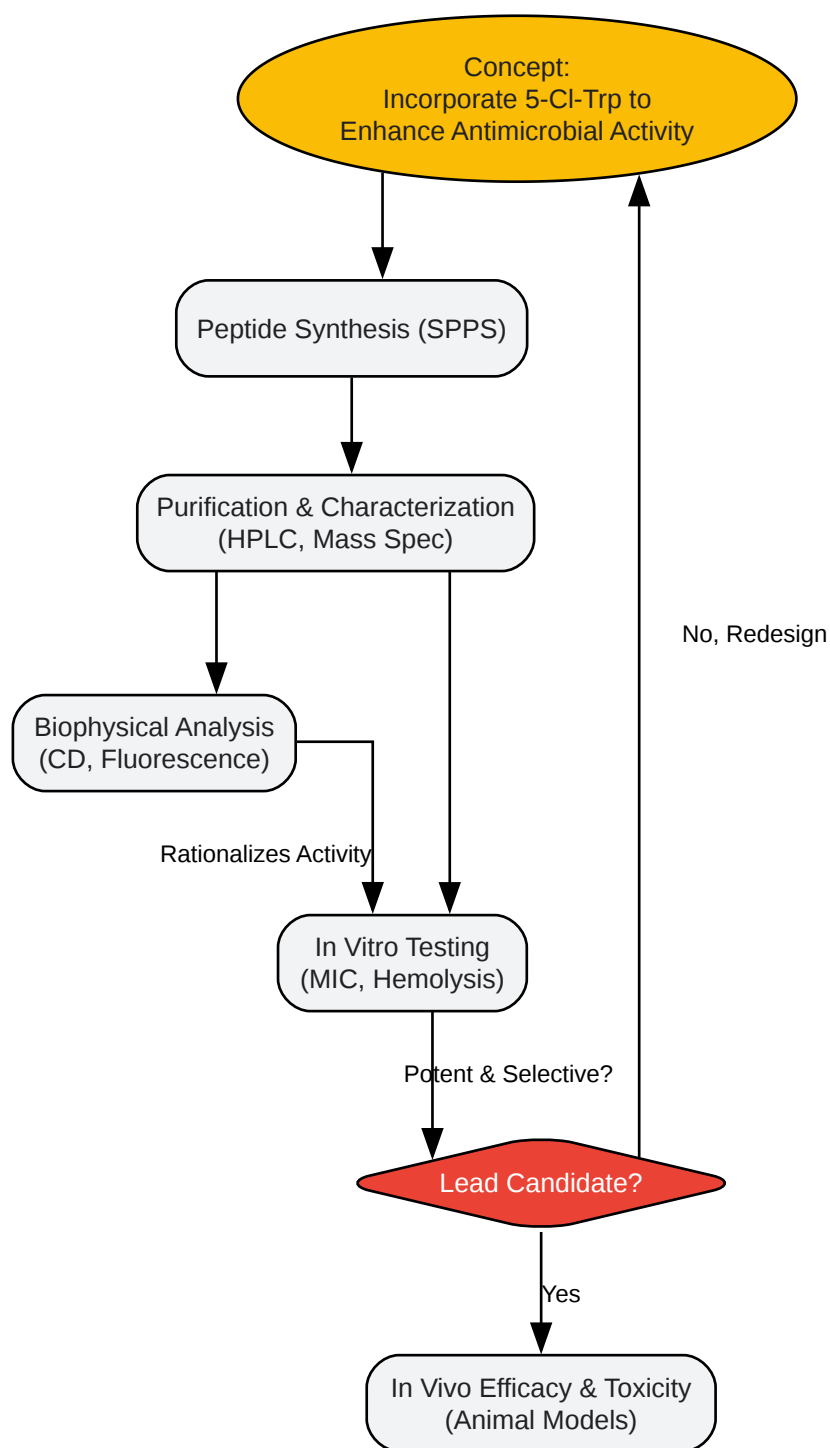 Concept:
Incorporate 5-Cl-Trp to
Enhance Antimicrobial Activity
Peptide Synthesis (SPPS)
Purification & Characterization
(HPLC, Mass Spec)
No, Redesign
Biophysical Analysis
(CD, Fluorescence)
Rationalizes Activity
In Vitro Testing
(MIC, Hemolysis)
Potent & Selective?
Lead Candidate?
Yes
In Vivo Efficacy & Toxicity
(Animal Models)